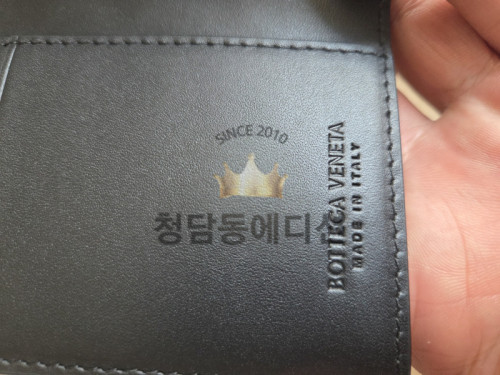 SINCE 2010
청담동에디션
BOTTEGA VENETA
MADE IN ITALY